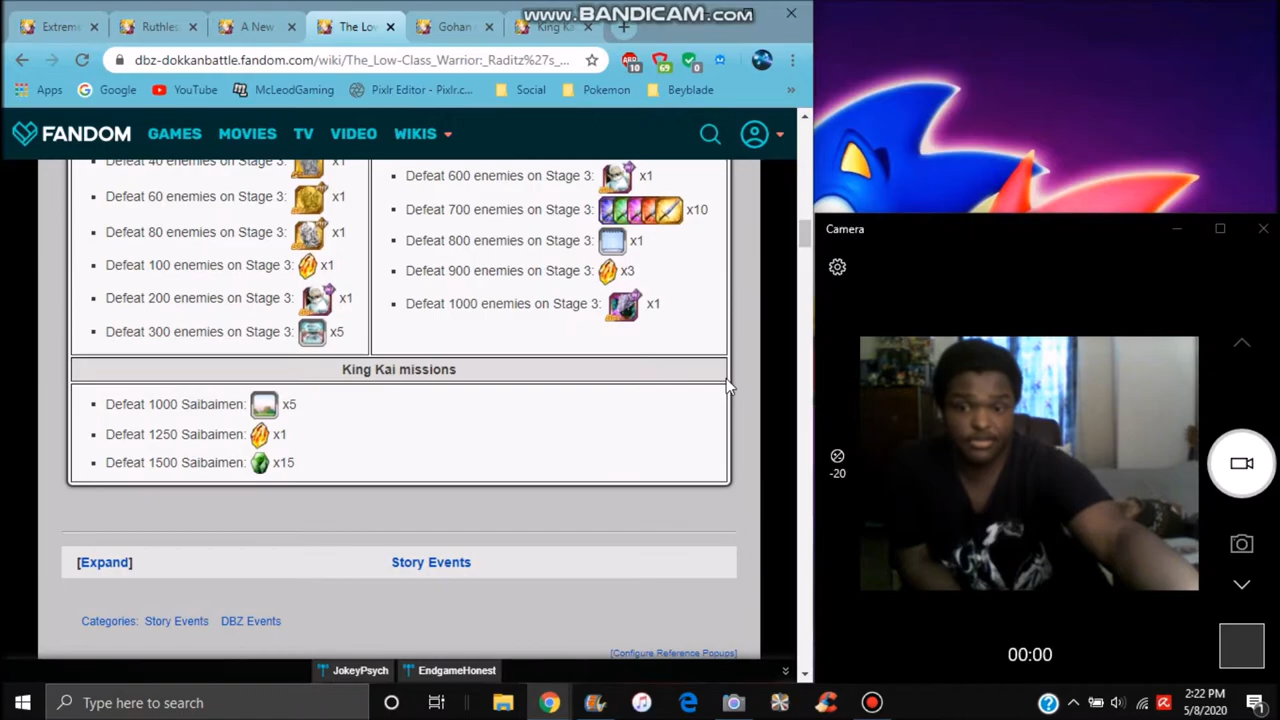 www.BANDICAM.com
Extreme
Ruthles
A New
The Lo
Gohan
King K
dbz-dokkanbattle.fandom.com/wiki/The_Low-Class_Warrior:_Raditz%27s_...
10
69
0
Apps
Google
YouTube
McLeodGaming
Pixlr Editor - Pixlr.c...
Social
Pokemon
Beyblade
»
FANDOM
GAMES
MOVIES
TV
VIDEO
WIKIS
Defeat 40 enemies on Stage 3: x1
Defeat 60 enemies on Stage 3: x1
Defeat 80 enemies on Stage 3: x1
Defeat 100 enemies on Stage 3: x1
Defeat 200 enemies on Stage 3: x1
Defeat 300 enemies on Stage 3: x5
Defeat 600 enemies on Stage 3: x1
Defeat 700 enemies on Stage 3: x10
Defeat 800 enemies on Stage 3: x1
Defeat 900 enemies on Stage 3: x3
Defeat 1000 enemies on Stage 3: x1
King Kai missions
Defeat 1000 Saibaimen: x5
Defeat 1250 Saibaimen: x1
Defeat 1500 Saibaimen: x15
[Expand]
Story Events
Categories: Story Events DBZ Events
[Configure Reference Popups]
JokeyPsych
EndgameHonest
Camera
-20
00:00
Type here to search
2:22 PM
5/8/2020
1